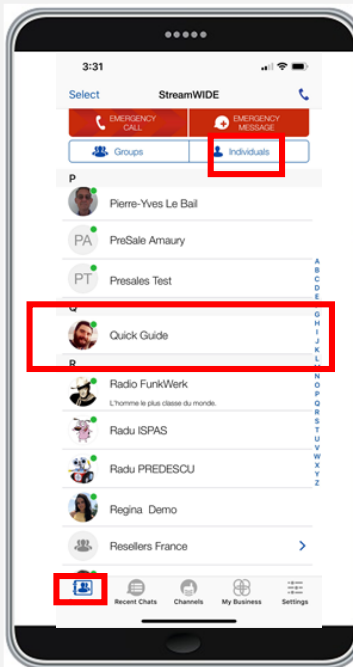 3:31
Select StreamWIDE
EMERGENCY CALL
EMERGENCY MESSAGE
Groups Individuals
P
Pierre-Yves Le Bail
PA PreSale Amaury
PT Presales Test
Q
Quick Guide
R
Radio FunkWerk
L'homme le plus classe du monde.
Radu ISPAS
Radu PREDESCU
Regina Demo
Resellers France
A
B
C
D
E
G
H
I
J
K
L
N
O
P
Q
R
S
T
U
V
W
X
Y
Z
Recent Chats Channels My Business Settings